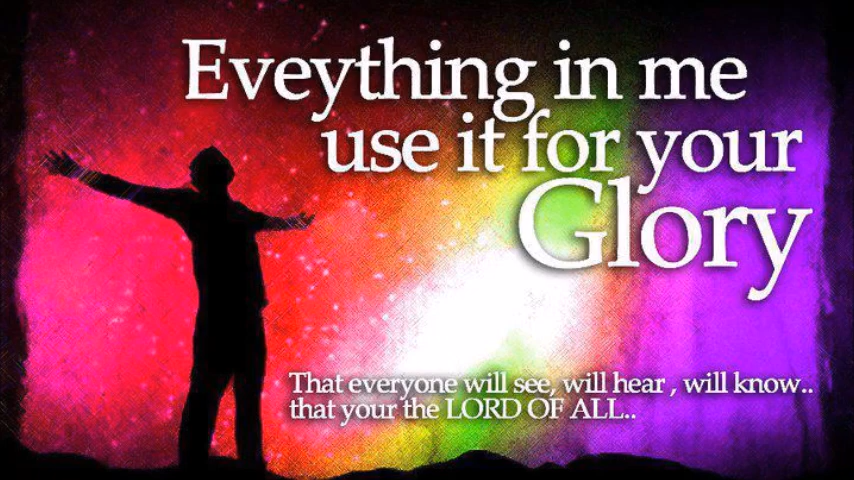 Eveything in me
use it for your
Glory
That everyone will see, will hear , will know..
that your the LORD OF ALL..